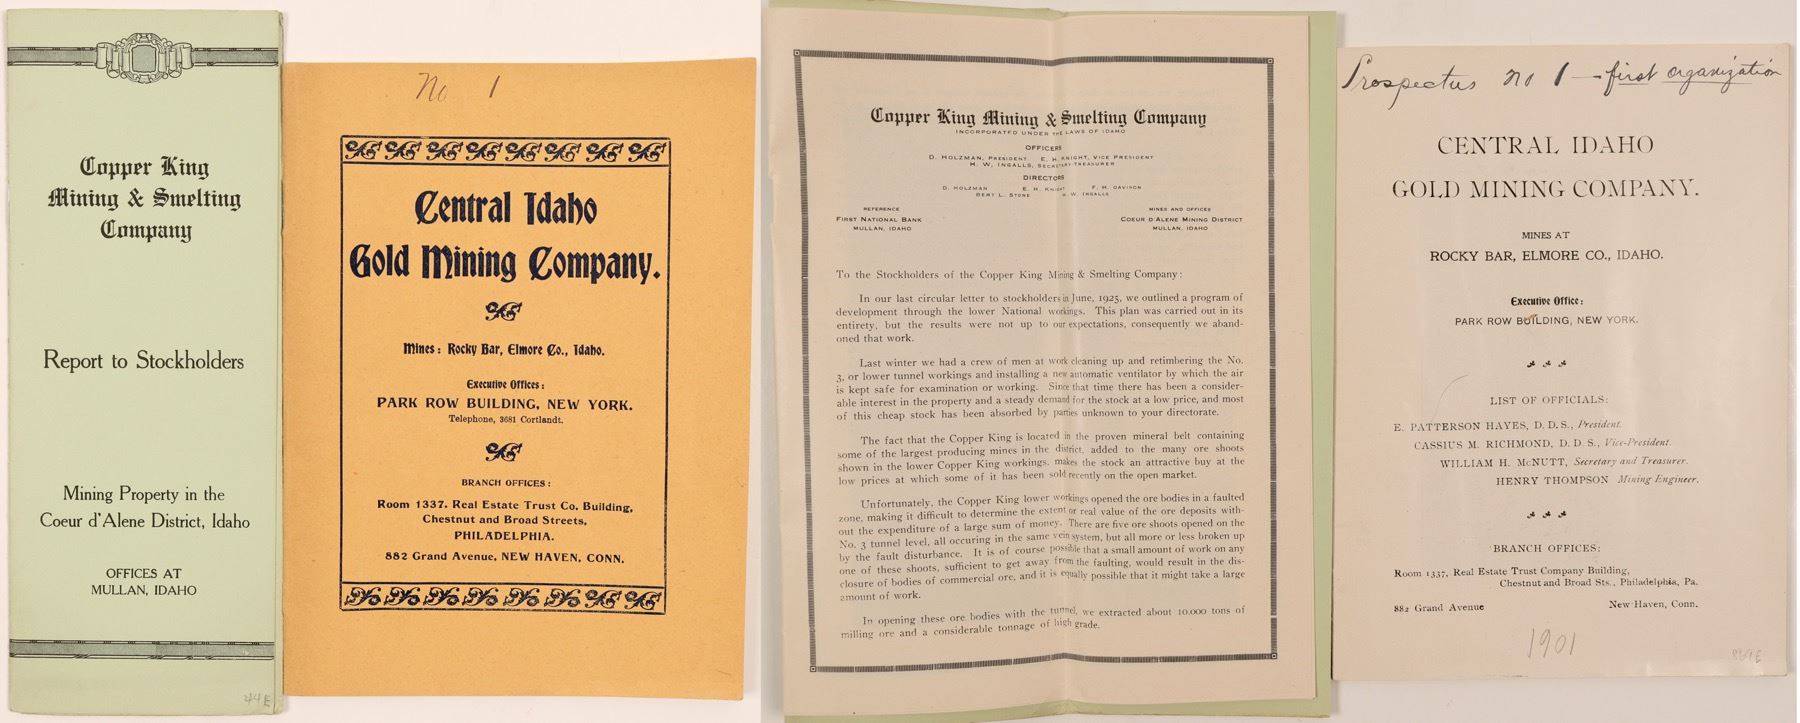 Copper King
Mining & Smelting
Company
Report to Stockholders
Mining Property in the
Coeur d'Alene District, Idaho
OFFICES AT
MULLAN, IDAHO
44E
No 1
Central Idaho
Gold Mining Company.
Mines: Rocky Bar, Elmore Co., Idaho.
Executive Offices:
PARK ROW BUILDING, NEW YORK.
Telephone, 3681 Cortlandt.
BRANCH OFFICES:
Room 1337, Real Estate Trust Co. Building,
Chestnut and Broad Streets,
PHILADELPHIA.
882 Grand Avenue, NEW HAVEN, CONN.
Copper King Mining & Smelting Company
INCORPORATED UNDER THE LAWS OF IDAHO
OFFICERS
D. HOLZMAN, PRESIDENT E. H. KNIGHT, VICE PRESIDENT
H. W. INGALLS, SECRETARY-TREASURER
DIRECTORS
D. HOLZMAN E. H. KNIGHT F. H. DAVISON
BERT L. STONE H. W. INGALLS
REFERENCE
FIRST NATIONAL BANK
MULLAN, IDAHO
MINES AND OFFICES
COEUR D'ALENE MINING DISTRICT
MULLAN, IDAHO
To the Stockholders of the Copper King Mining & Smelting Company:
In our last circular letter to stockholders in June, 1925, we outlined a program of
development through the lower National workings. This plan was carried out in its
entirety, but the results were not up to our expectations, consequently we aband-
oned that work.
Last winter we had a crew of men at work cleaning up and retimbering the No.
3, or lower tunnel workings and installing a new automatic ventilator by which the air
is kept safe for examination or working. Since that time there has been a consider-
able interest in the property and a steady demand for the stock at a low price, and most
of this cheap stock has been absorbed by parties unknown to your directorate.
The fact that the Copper King is located in the proven mineral belt containing
some of the largest producing mines in the district, added to the many ore shoots
shown in the lower Copper King workings, makes the stock an attractive buy at the
low prices at which some of it has been sold recently on the open market.
Unfortunately, the Copper King lower workings opened the ore bodies in a faulted
zone, making it difficult to determine the extent or real value of the ore deposits with-
out the expenditure of a large sum of money. There are five ore shoots opened on the
No. 3 tunnel level, all occuring in the same vein system, but all more or less broken up
by the fault disturbance. It is of course possible that a small amount of work on any
one of these shoots, sufficient to get away from the faulting, would result in the dis-
closure of bodies of commercial ore, and it is equally possible that it might take a large
amount of work.
In opening these ore bodies with the tunnel, we extracted about 10,000 tons of
milling ore and a considerable tonnage of high grade.
Prospectus no 1 — first organization
CENTRAL IDAHO
GOLD MINING COMPANY.
MINES AT
ROCKY BAR, ELMORE CO., IDAHO.
Executive Office:
PARK ROW BUILDING, NEW YORK.
LIST OF OFFICIALS:
E. PATTERSON HAYES, D. D. S., President.
CASSIUS M. RICHMOND, D. D. S., Vice-President.
WILLIAM H. McNUTT, Secretary and Treasurer.
HENRY THOMPSON Mining Engineer.
BRANCH OFFICES:
Room 1337, Real Estate Trust Company Building,
Chestnut and Broad Sts., Philadelphia, Pa.
882 Grand Avenue New Haven, Conn.
1901